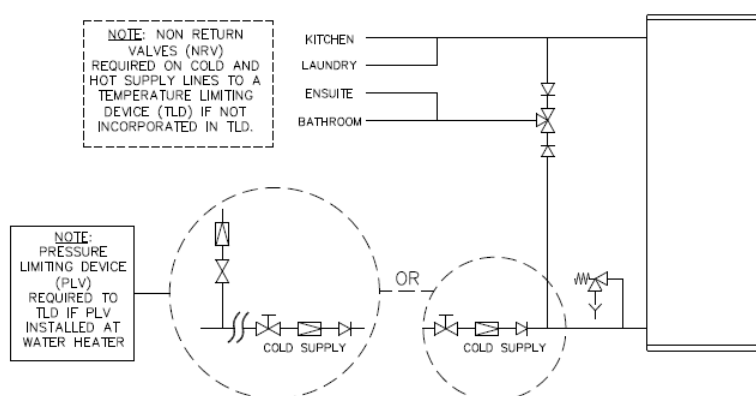 NOTE: NON RETURN
VALVES (NRV)
REQUIRED ON COLD AND
HOT SUPPLY LINES TO A
TEMPERATURE LIMITING
DEVICE (TLD) IF NOT
INCORPORATED IN TLD.
KITCHEN
LAUNDRY
ENSUITE
BATHROOM
NOTE:
PRESSURE
LIMITING DEVICE
(PLV)
REQUIRED TO
TLD IF PLV
INSTALLED AT
WATER HEATER
OR
COLD SUPPLY
COLD SUPPLY